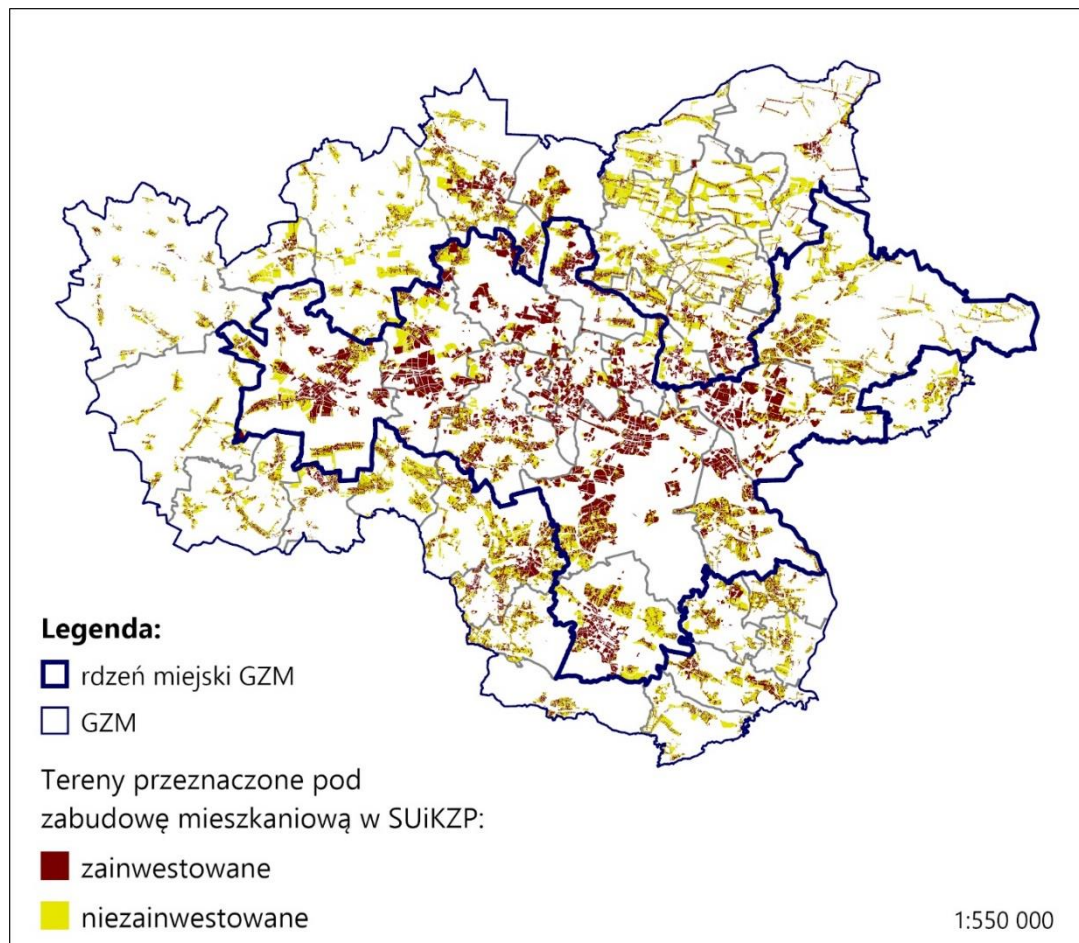 Legenda:
rdzeń miejski GZM
GZM
Tereny przeznaczone pod
zabudowę mieszkaniową w SUiKZP:
zainwestowane
niezainwestowane
1:550 000